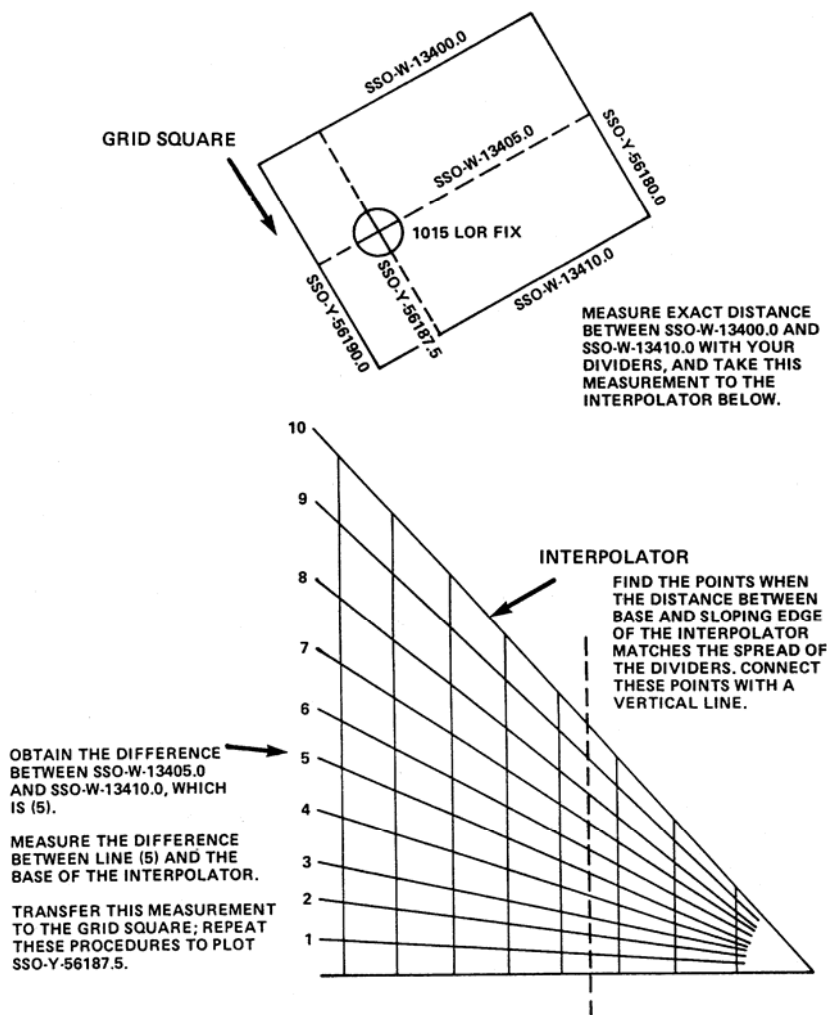 SSO-W-13400.0
GRID SQUARE
SSO-W-13405.0
SSO-Y-56180.0
1015 LOR FIX
SSO-Y-56190.0
SSO-Y-56187.5
SSO-W-13410.0
MEASURE EXACT DISTANCE
BETWEEN SSO-W-13400.0 AND
SSO-W-13410.0 WITH YOUR
DIVIDERS, AND TAKE THIS
MEASUREMENT TO THE
INTERPOLATOR BELOW.
10
9
8
7
6
5
4
3
2
1
INTERPOLATOR
FIND THE POINTS WHEN
THE DISTANCE BETWEEN
BASE AND SLOPING EDGE
OF THE INTERPOLATOR
MATCHES THE SPREAD OF
THE DIVIDERS. CONNECT
THESE POINTS WITH A
VERTICAL LINE.
OBTAIN THE DIFFERENCE
BETWEEN SSO-W-13405.0
AND SSO-W-13410.0, WHICH
IS (5).
MEASURE THE DIFFERENCE
BETWEEN LINE (5) AND THE
BASE OF THE INTERPOLATOR.
TRANSFER THIS MEASUREMENT
TO THE GRID SQUARE; REPEAT
THESE PROCEDURES TO PLOT
SSO-Y-56187.5.